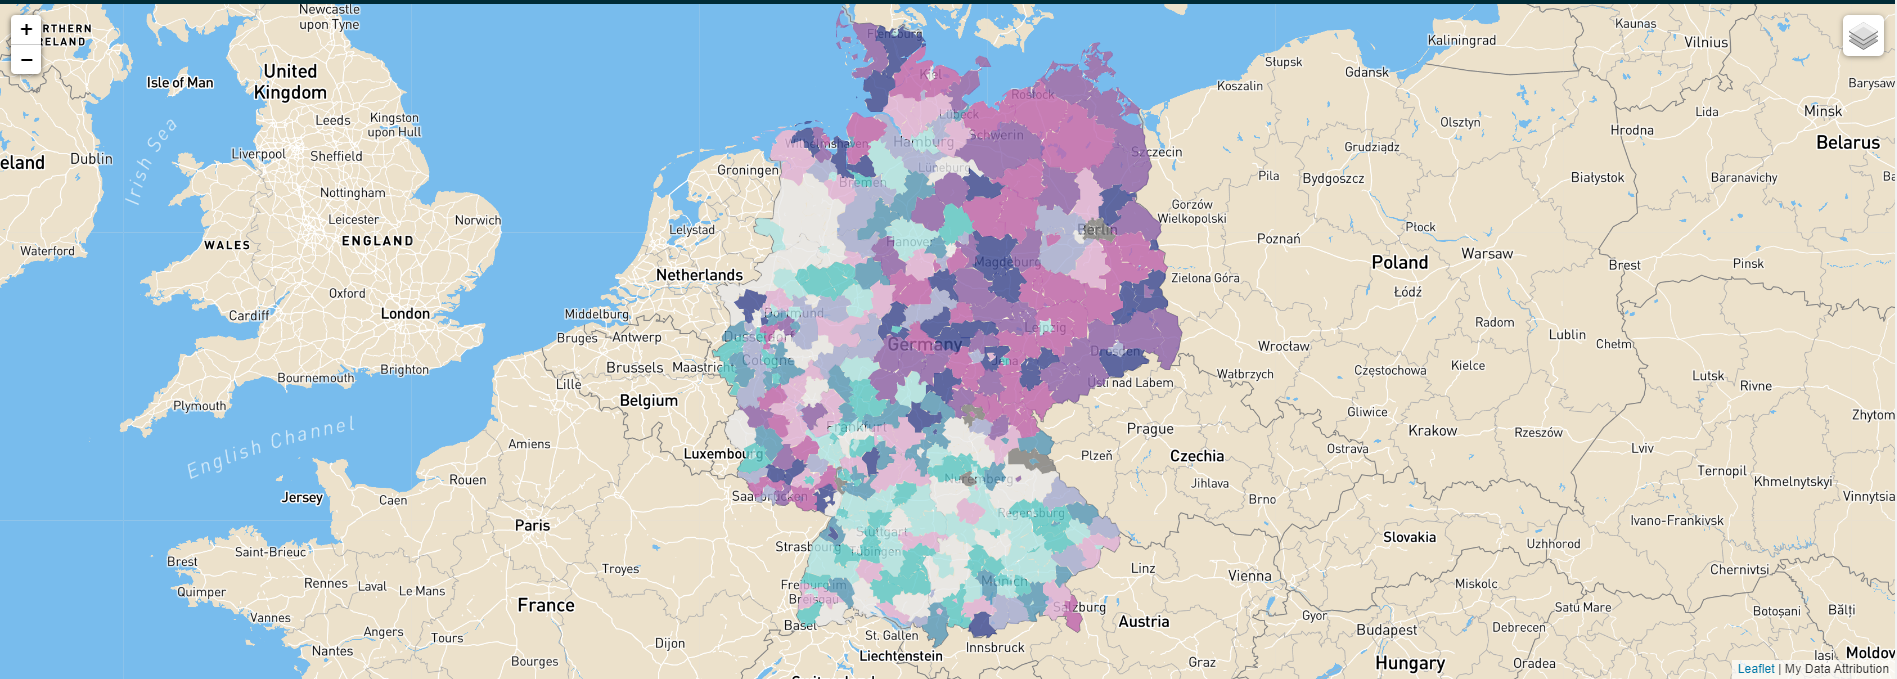 Newcastle
upon Tyne
+
RTHERN
RELAND
−
Isle of Man
United
Kingdom
Leeds
Kingston
upon Hull
Irish Sea
eland
Dublin
Liverpool
Sheffield
Nottingham
Leicester
Norwich
WALES
ENGLAND
Waterford
Oxford
Cardiff
London
Bournemouth
Brighton
Plymouth
English Channel
Jersey
Groningen
Lelystad
Netherlands
Middelburg
Bruges
Antwerp
Brussels
Maastricht
Lille
Belgium
Luxembourg
Amiens
Rouen
Caen
Paris
Brest
Saint-Brieuc
Quimper
Rennes
Laval
Le Mans
Troyes
Vannes
Angers
Tours
France
Nantes
Bourges
Dijon
Flensburg
Kiel
Rostock
Lübeck
Schwerin
Hamburg
Wilhelmshaven
Lüneburg
Bremen
Hanover
Berlin
Magdeburg
Dortmund
Dusseldorf
Cologne
Germany
Leipzig
Jena
Dresden
Frankfurt
Nuremberg
Saarbrücken
Regensburg
Stuttgart
Tübingen
Strasbourg
Freiburg im
Breisgau
Munich
Salzburg
Basel
St. Gallen
Liechtenstein
Innsbruck
Kaunas
Vilnius
Kaliningrad
Słupsk
Gdansk
Koszalin
Barysaw
Lida
Minsk
Olsztyn
Hrodna
Belarus
Szczecin
Grudziądz
Pila
Bydgoszcz
Białystok
Baranavichy
Ba
Gorzów
Wielkopolski
Poznań
Płock
Warsaw
Brest
Pinsk
Poland
Zielona Góra
Łódź
Radom
Lublin
Chełm
Wrocław
Wałbrzych
Częstochowa
Kielce
Lutsk
Rivne
Usti nad Labem
Gliwice
Krakow
Rzeszów
Zhytom
Prague
Plzeň
Czechia
Ostrava
Lviv
Ternopil
Khmelnytskyi
Jihlava
Brno
Vinnytsia
Ivano-Frankivsk
Slovakia
Uzhhorod
Linz
Vienna
Chernivtsi
Miskolc
Austria
Gyor
Budapest
Satu Mare
Debrecen
Botoșani
Bălți
Graz
Hungary
Oradea
Iasi
Moldov
Leaflet | My Data Attribution